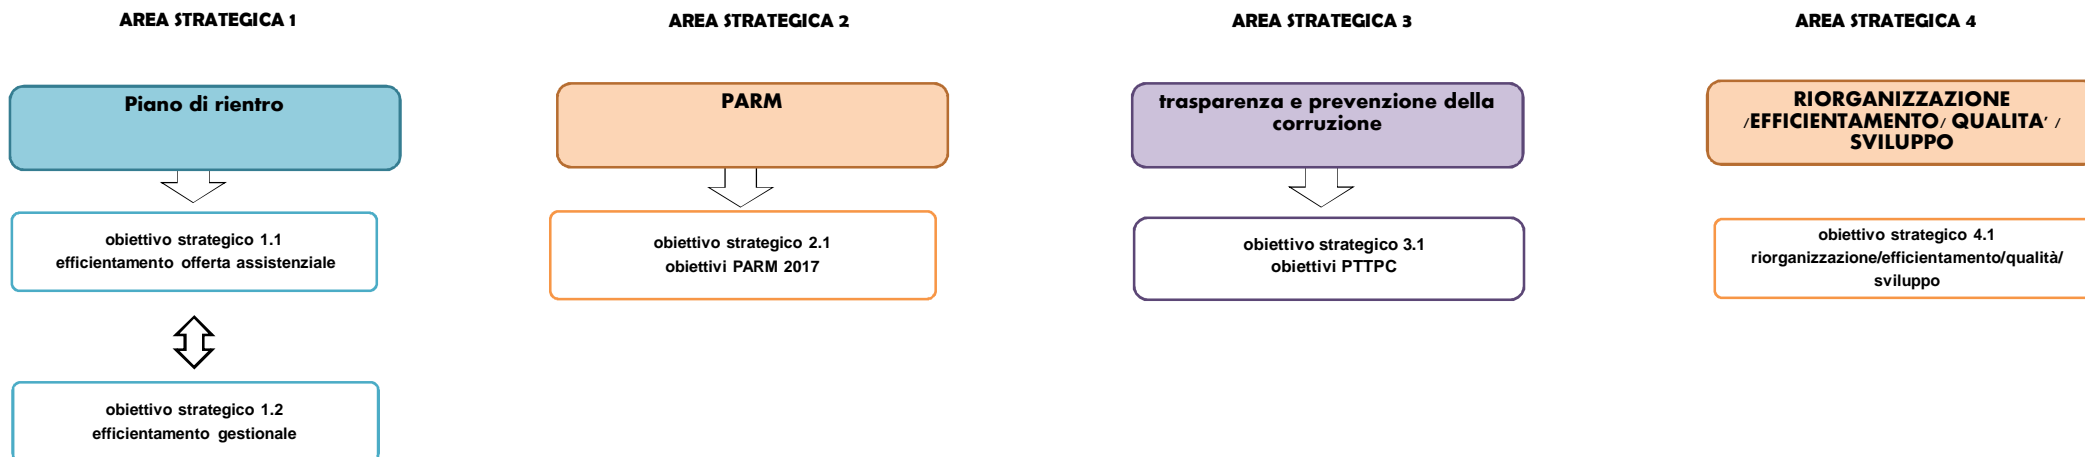 AREA STRATEGICA 1
AREA STRATEGICA 2
AREA STRATEGICA 3
AREA STRATEGICA 4
Piano di rientro
PARM
trasparenza e prevenzione della
corruzione
RIORGANIZZAZIONE
/EFFICIENTAMENTO/ QUALITA' /
SVILUPPO
obiettivo strategico 1.1
efficientamento offerta assistenziale
obiettivo strategico 2.1
obiettivi PARM 2017
obiettivo strategico 3.1
obiettivi PTTPC
obiettivo strategico 4.1
riorganizzazione/efficientamento/qualità/
sviluppo
obiettivo strategico 1.2
efficientamento gestionale